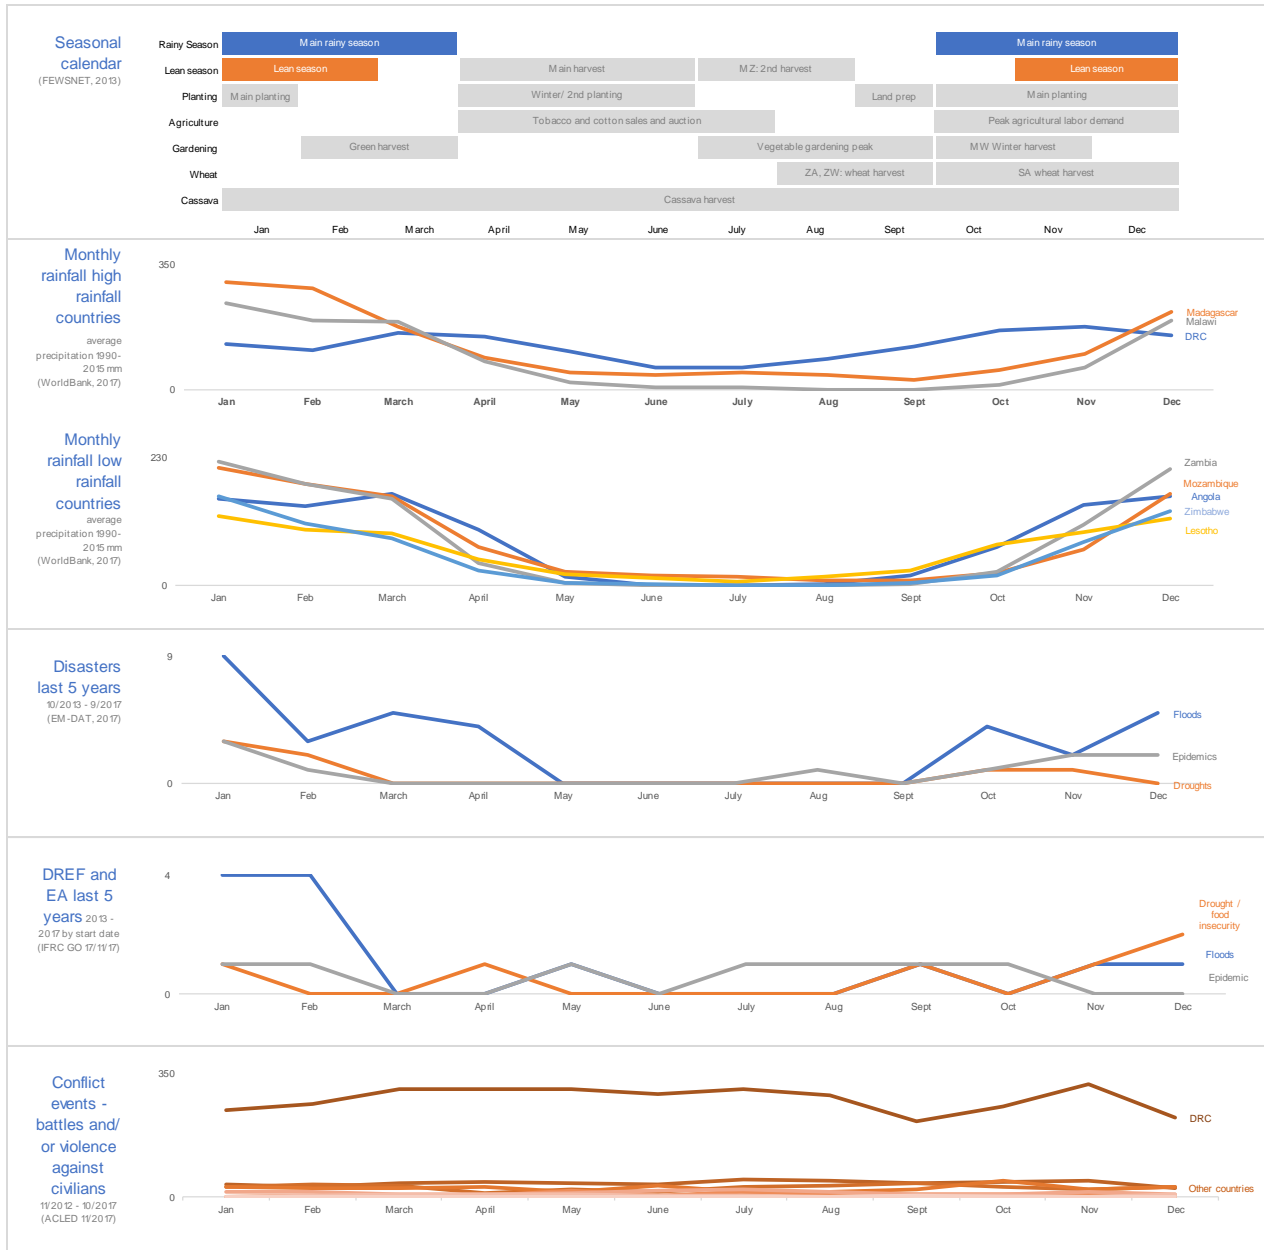 Seasonal
calendar
(FEWSNET, 2013)
Rainy Season
Main rainy season
Main rainy season
Lean season
Lean season
Main harvest
MZ: 2nd harvest
Lean season
Planting
Main planting
Winter/ 2nd planting
Land prep
Main planting
Agriculture
Tobacco and cotton sales and auction
Peak agricultural labor demand
Gardening
Green harvest
Vegetable gardening peak
MW Winter harvest
Wheat
ZA, ZW: wheat harvest
SA wheat harvest
Cassava
Cassava harvest
Jan Feb March April May June July Aug Sept Oct Nov Dec
Monthly
rainfall high
rainfall
countries
average
precipitation 1990-
2015 mm
(WorldBank, 2017)
350
0
Madagascar
Malawi
DRC
Jan Feb March April May June July Aug Sept Oct Nov Dec
Monthly
rainfall low
rainfall
countries
average
precipitation 1990-
2015 mm
(WorldBank, 2017)
230
0
Zambia
Mozambique
Angola
Zimbabwe
Lesotho
Jan Feb March April May June July Aug Sept Oct Nov Dec
Disasters
last 5 years
10/2013 - 9/2017
(EM-DAT, 2017)
9
0
Floods
Epidemics
Droughts
Jan Feb March April May June July Aug Sept Oct Nov Dec
DREF and
EA last 5
years 2013 -
2017 by start date
(IFRC GO 17/11/17)
4
0
Drought /
food
insecurity
Floods
Epidemic
Jan Feb March April May June July Aug Sept Oct Nov Dec
Conflict
events -
battles and/
or violence
against
civilians
11/2012 - 10/2017
(ACLED 11/2017)
350
0
DRC
Other countries
Jan Feb March April May June July Aug Sept Oct Nov Dec